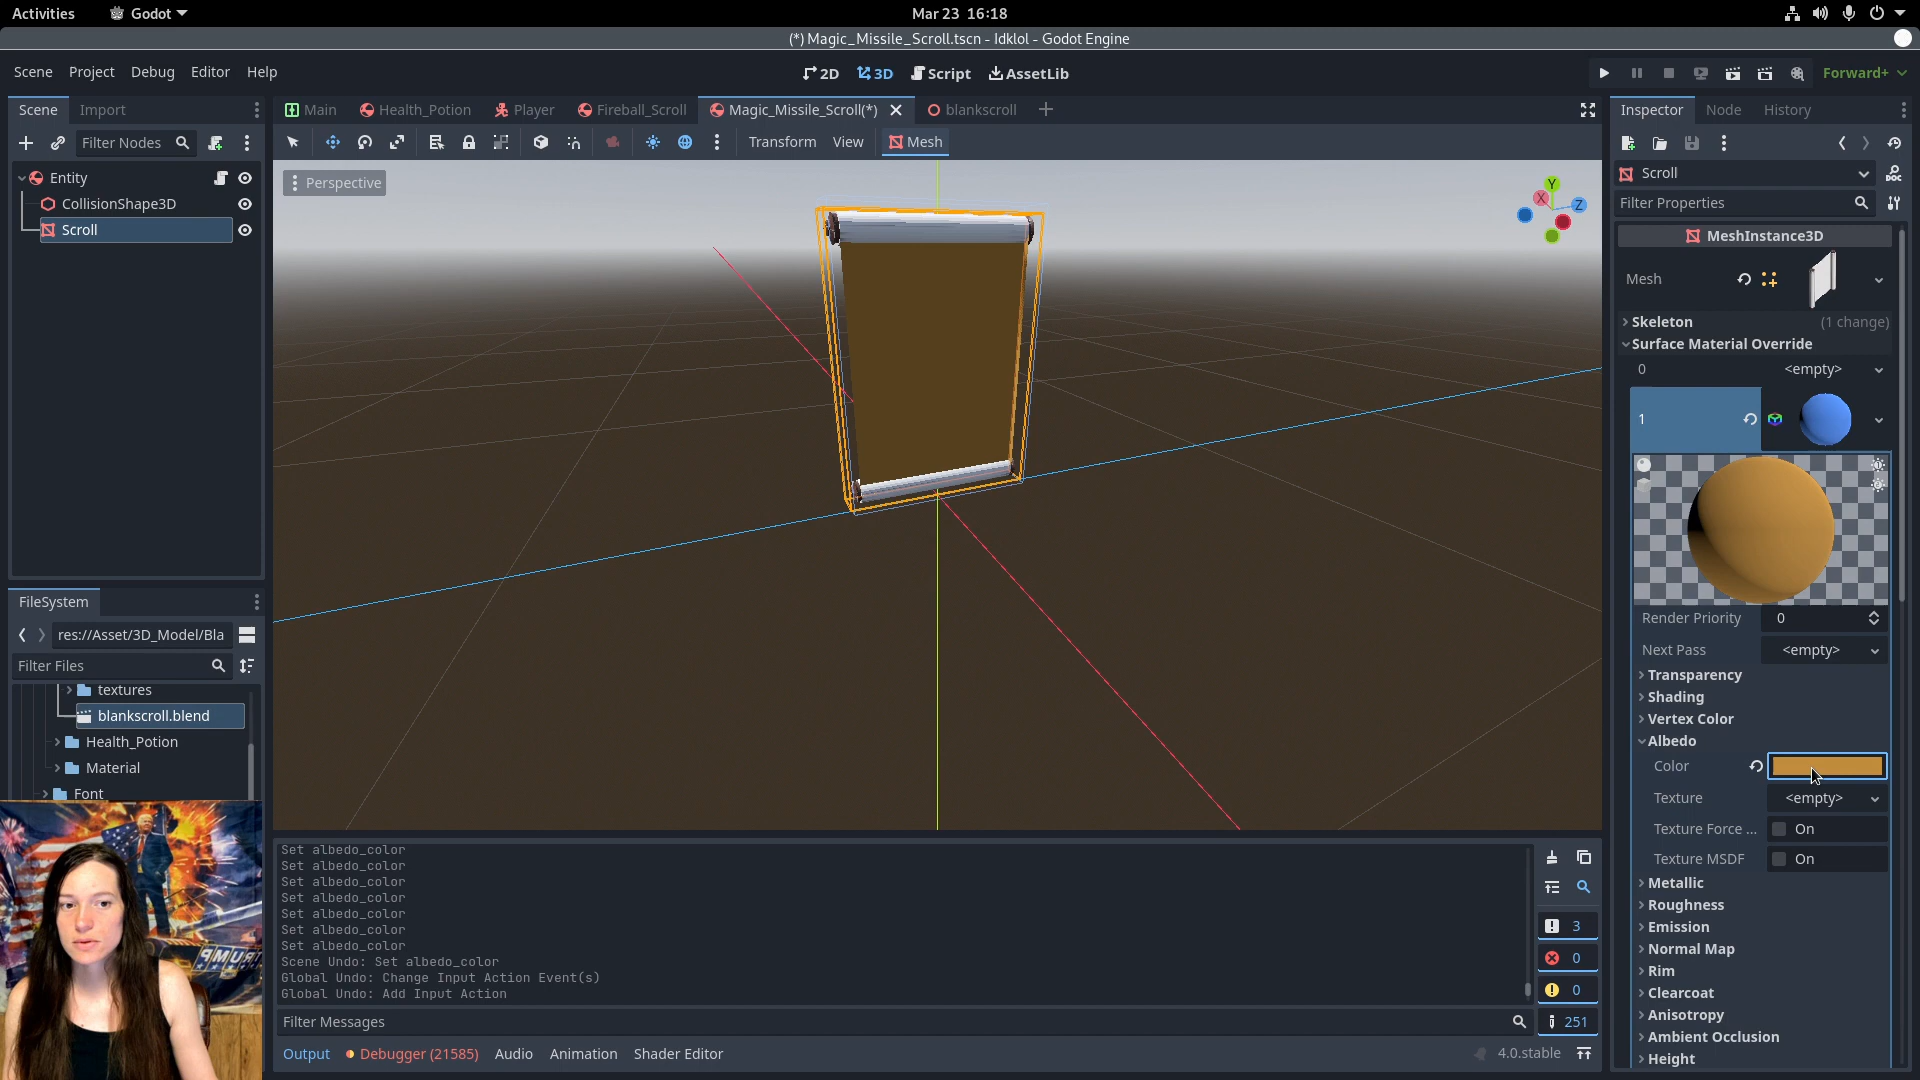 Activities
Godot
Mar 23 16:18
(*) Magic_Missile_Scroll.tscn - Idklol - Godot Engine
Scene Project Debug Editor Help
2D 3D Script AssetLib
Forward+
Scene Import
Main Health_Potion Player Fireball_Scroll Magic_Missile_Scroll(*) blankscroll
Inspector Node History
Filter Nodes
Transform View Mesh
Entity
CollisionShape3D
Scroll
Perspective
Y
X
Z
Scroll
Filter Properties
MeshInstance3D
Mesh
Skeleton (1 change)
Surface Material Override
0 <empty>
1
Render Priority 0
Next Pass <empty>
Transparency
Shading
Vertex Color
Albedo
Color
Texture <empty>
Texture Force ... On
Texture MSDF On
Metallic
Roughness
Emission
Normal Map
Rim
Clearcoat
Anisotropy
Ambient Occlusion
Height
FileSystem
res://Asset/3D_Model/Bla
Filter Files
textures
blankscroll.blend
Health_Potion
Material
Font
TRUMP
Set albedo_color
Set albedo_color
Set albedo_color
Set albedo_color
Set albedo_color
Set albedo_color
Set albedo_color
Scene Undo: Set albedo_color
Global Undo: Change Input Action Event(s)
Global Undo: Add Input Action
3
0
0
251
Filter Messages
Output Debugger (21585) Audio Animation Shader Editor
4.0.stable